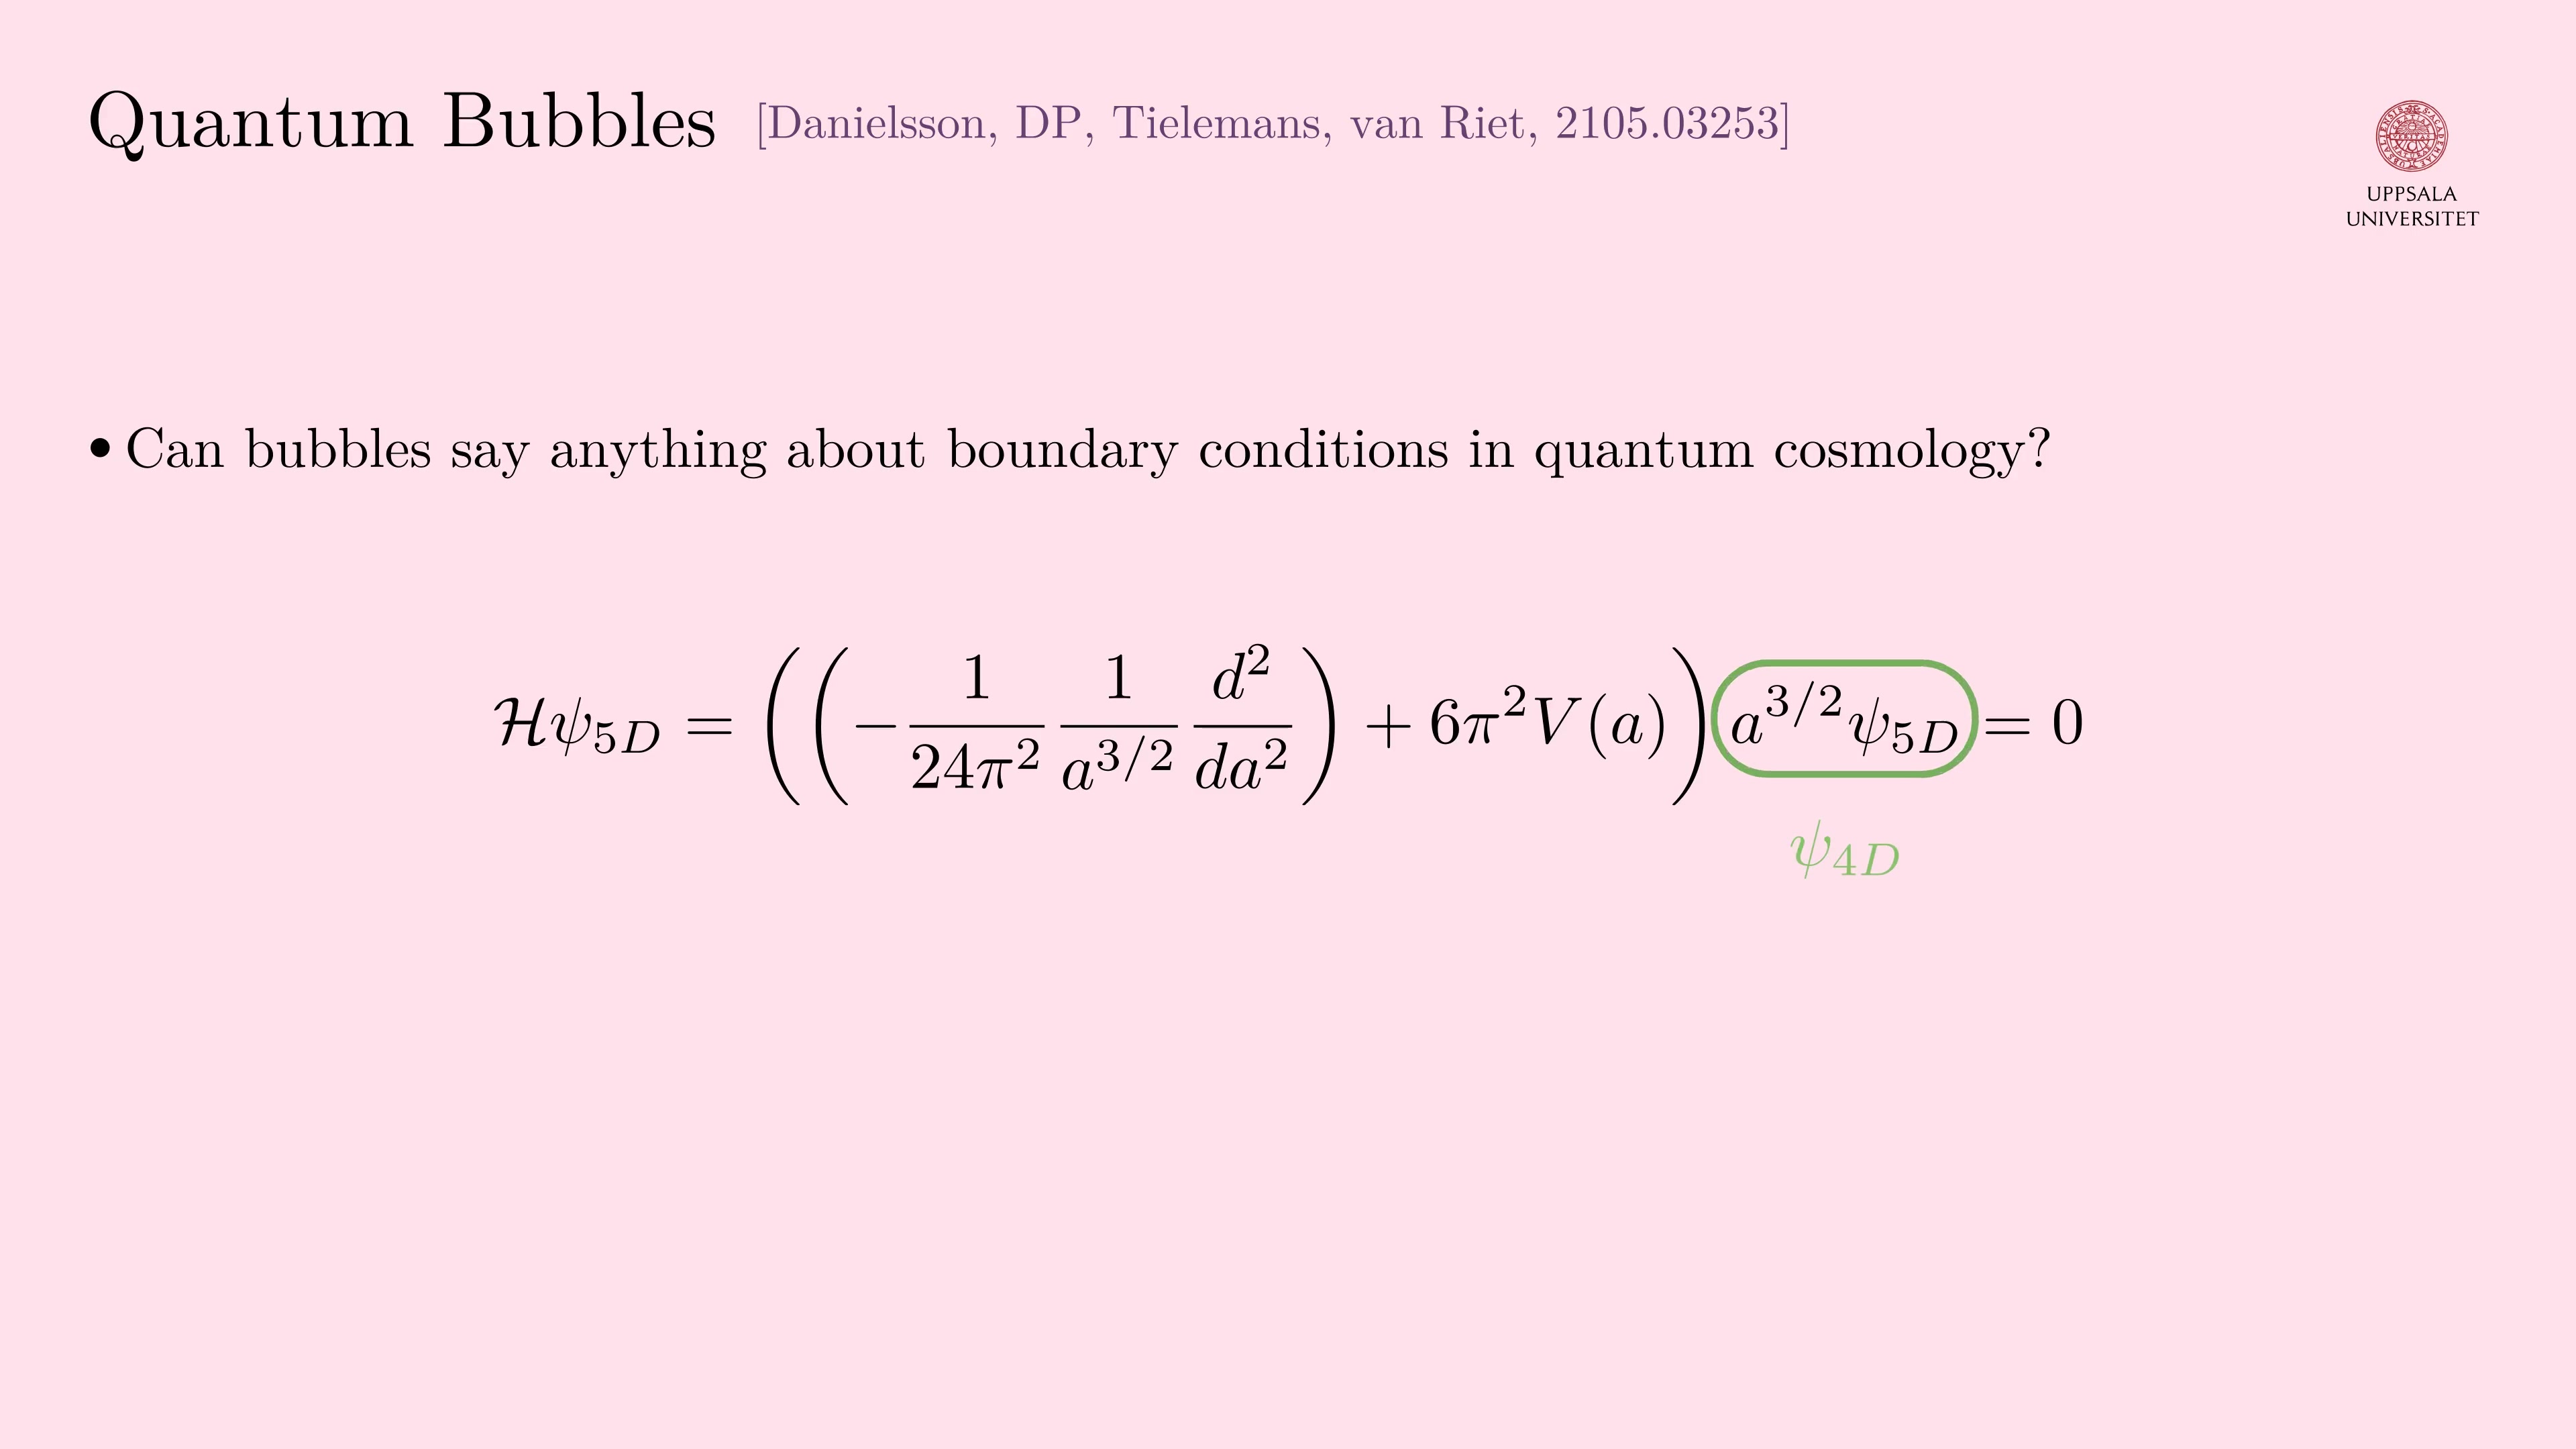 Quantum Bubbles [Danielsson, DP, Tielemans, van Riet, 2105.03253]
UPPSALA
UNIVERSITET
• Can bubbles say anything about boundary conditions in quantum cosmology?
$\mathcal{H}\psi_{5D} = \left( \left( -\frac{1}{24\pi^2} \frac{1}{a^{3/2}} \frac{d^2}{da^2} \right) + 6\pi^2 V(a) \right) a^{3/2} \psi_{5D} = 0$
$\psi_{4D}$